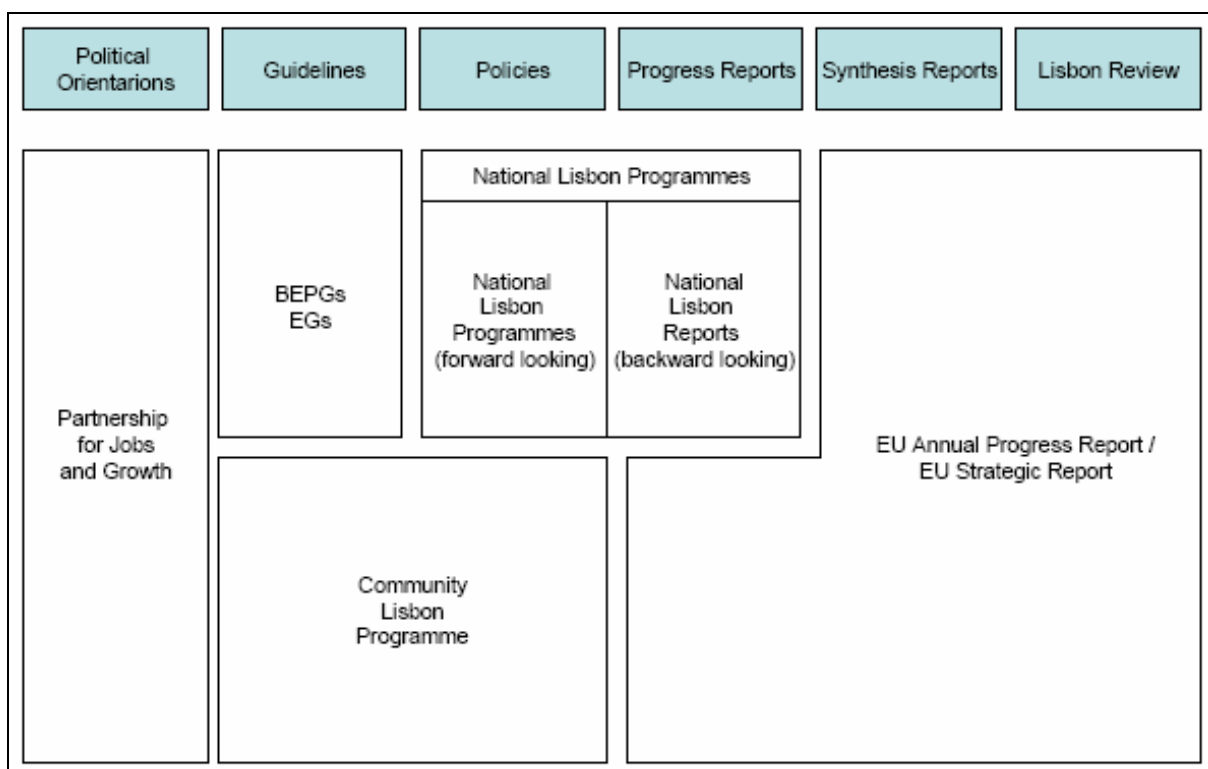 Political
Orientarions
Guidelines
Policies
Progress Reports
Synthesis Reports
Lisbon Review
Partnership
for Jobs
and Growth
BEPGs
EGs
National Lisbon Programmes
National
Lisbon
Programmes
(forward looking)
National
Lisbon
Reports
(backward looking)
Community
Lisbon
Programme
EU Annual Progress Report /
EU Strategic Report